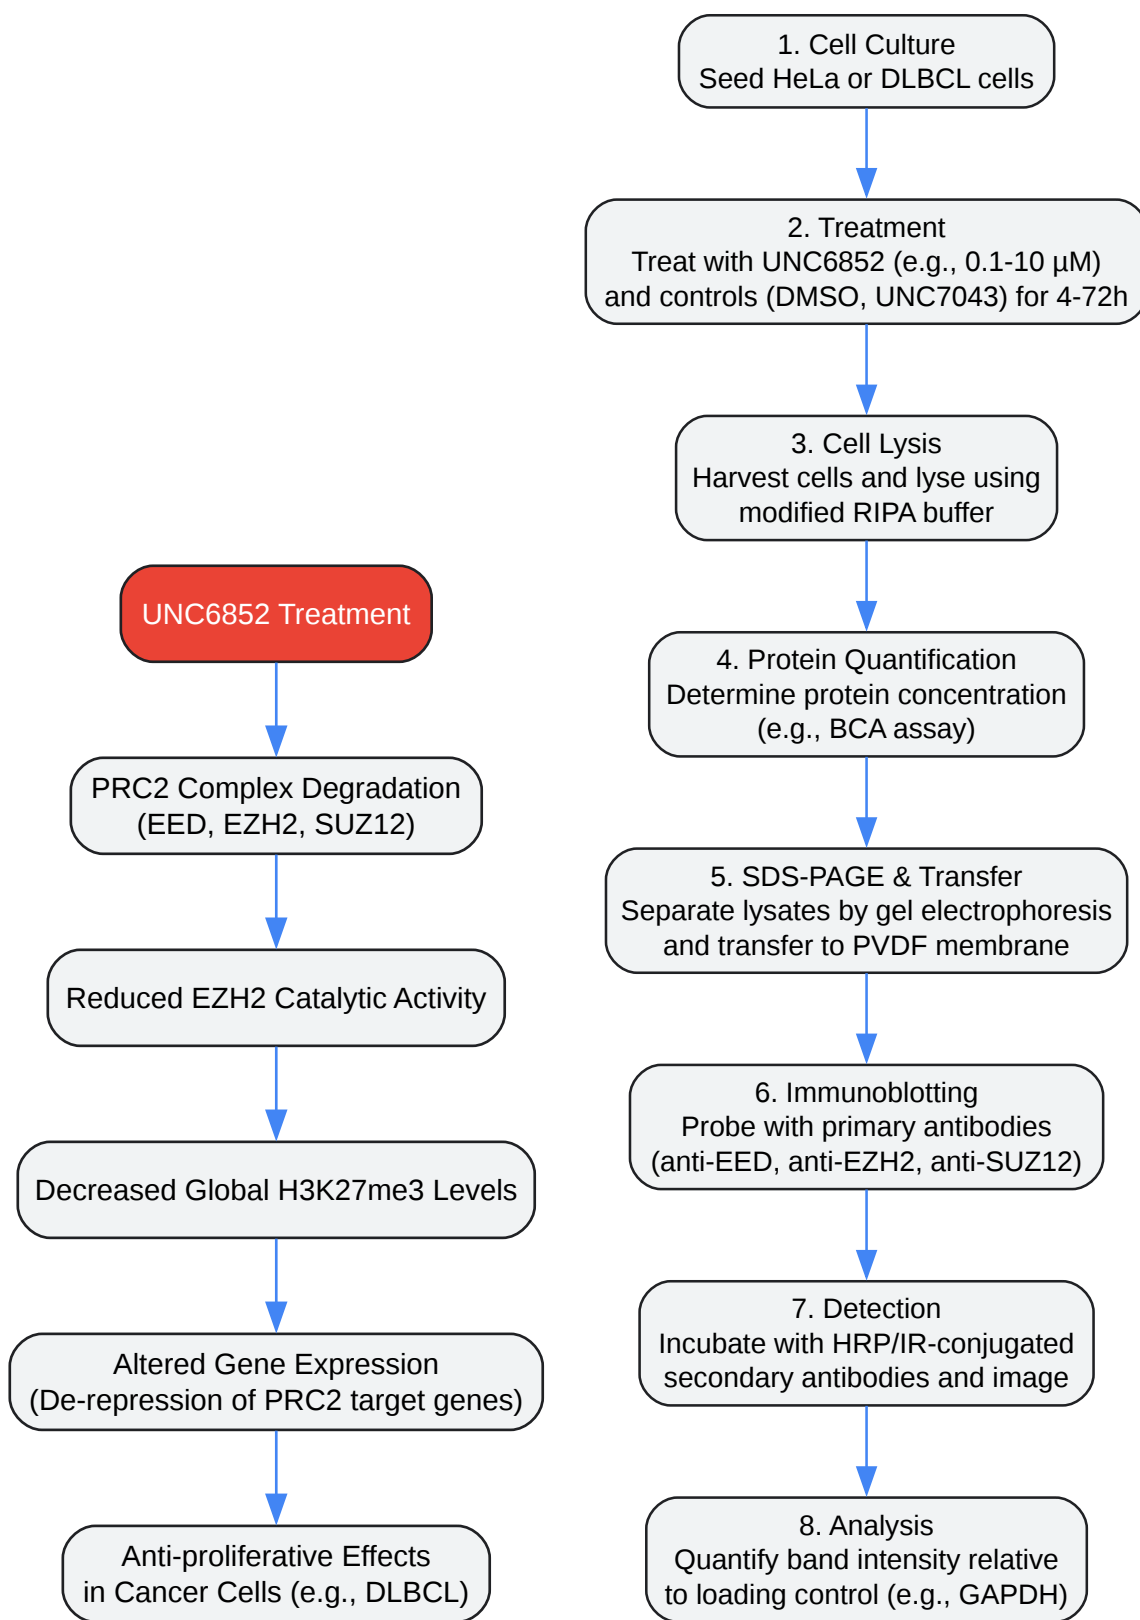 UNC6852 Treatment
PRC2 Complex Degradation
(EED, EZH2, SUZ12)
Reduced EZH2 Catalytic Activity
Decreased Global H3K27me3 Levels
Altered Gene Expression
(De-repression of PRC2 target genes)
Anti-proliferative Effects
in Cancer Cells (e.g., DLBCL)
1. Cell Culture
Seed HeLa or DLBCL cells
2. Treatment
Treat with UNC6852 (e.g., 0.1-10 µM)
and controls (DMSO, UNC7043) for 4-72h
3. Cell Lysis
Harvest cells and lyse using
modified RIPA buffer
4. Protein Quantification
Determine protein concentration
(e.g., BCA assay)
5. SDS-PAGE & Transfer
Separate lysates by gel electrophoresis
and transfer to PVDF membrane
6. Immunoblotting
Probe with primary antibodies
(anti-EED, anti-EZH2, anti-SUZ12)
7. Detection
Incubate with HRP/IR-conjugated
secondary antibodies and image
8. Analysis
Quantify band intensity relative
to loading control (e.g., GAPDH)